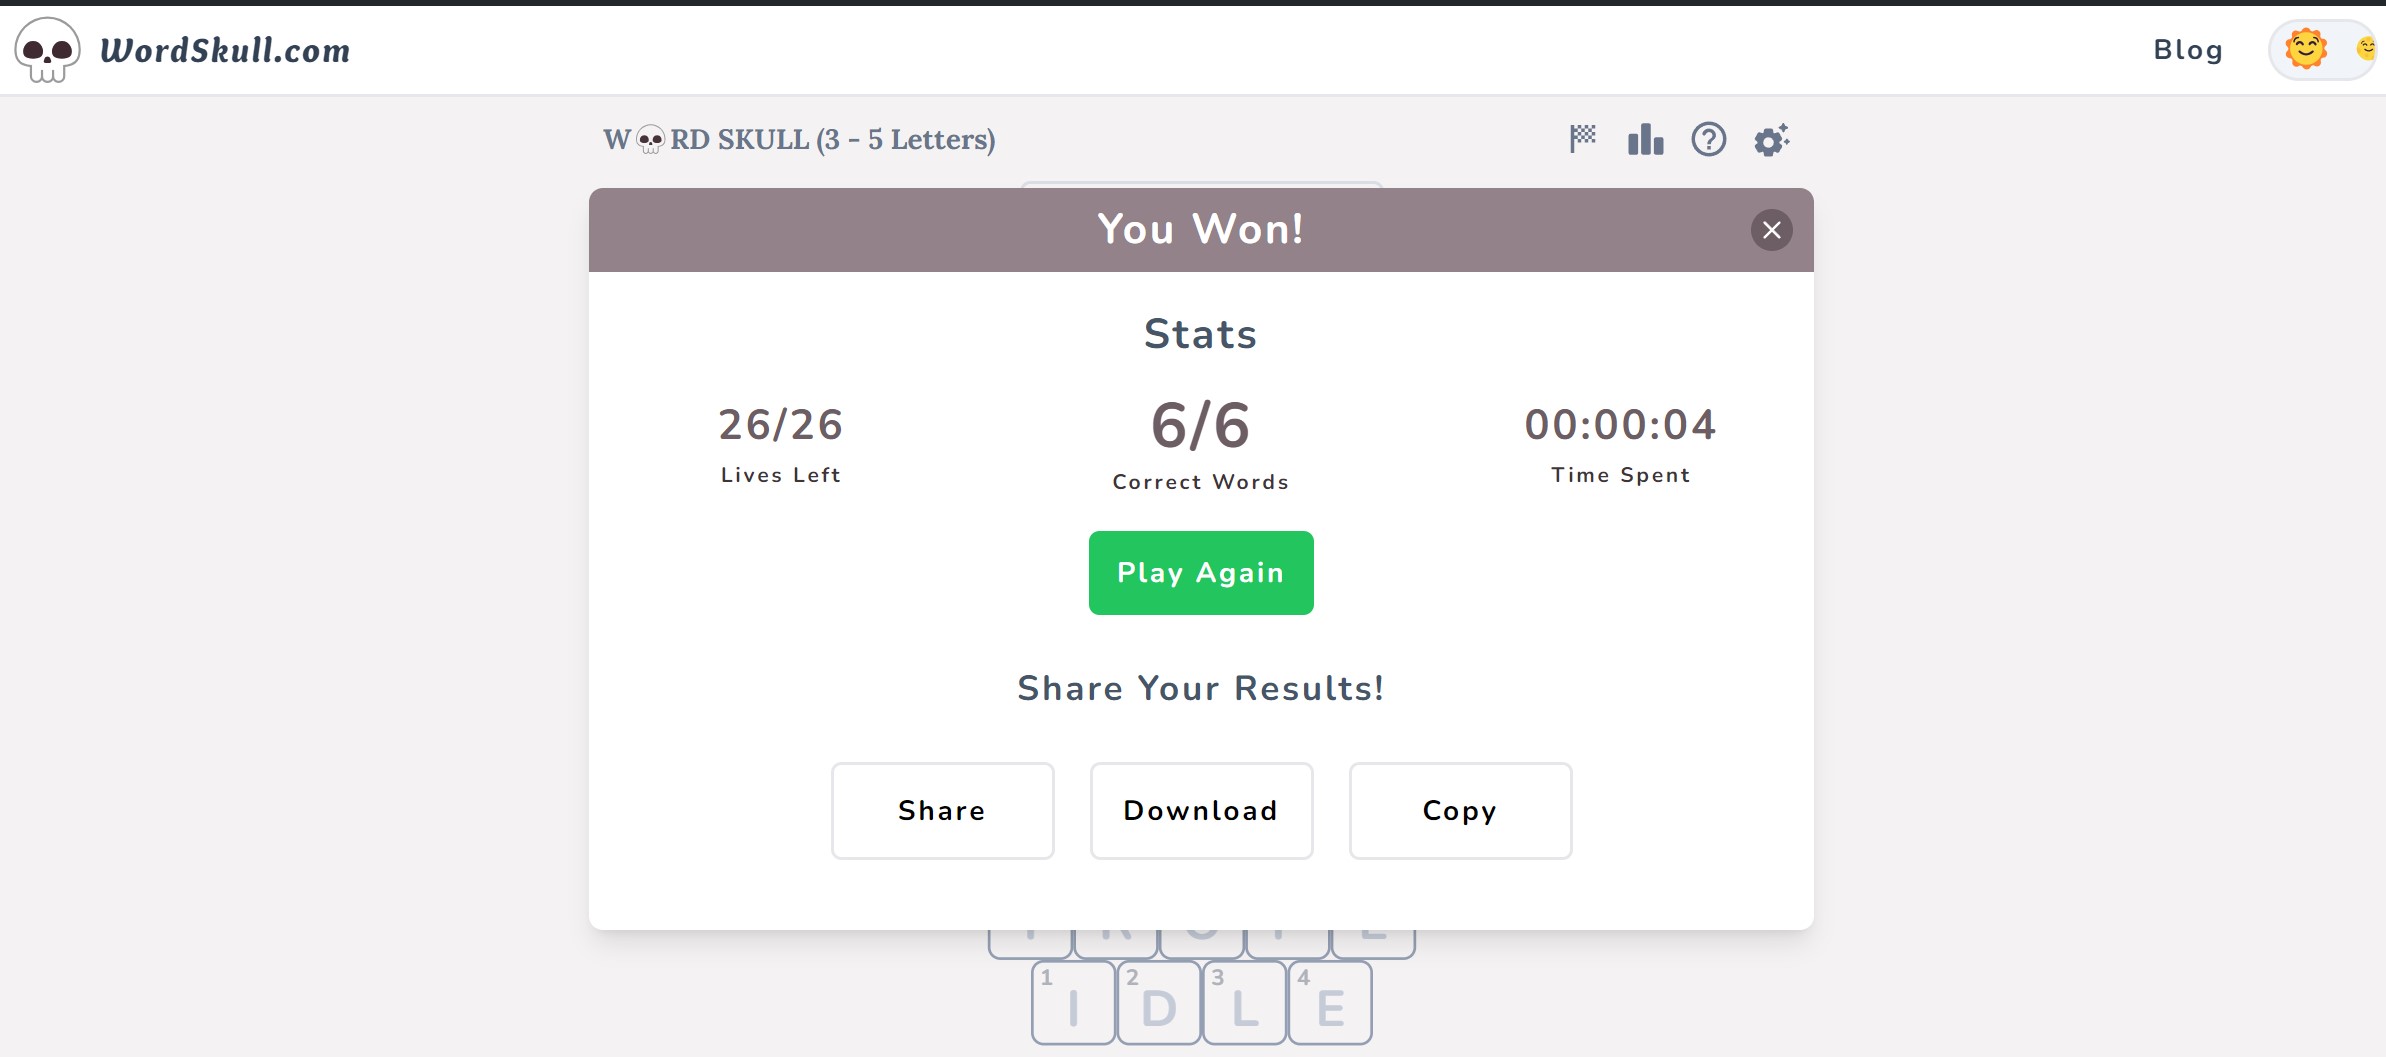 WordSkull.com
Blog
W RD SKULL (3 - 5 Letters)
You Won!
Stats
26/26
Lives Left
6/6
Correct Words
00:00:04
Time Spent
Play Again
Share Your Results!
Share
Download
Copy
1 I 2 D 3 L 4 E